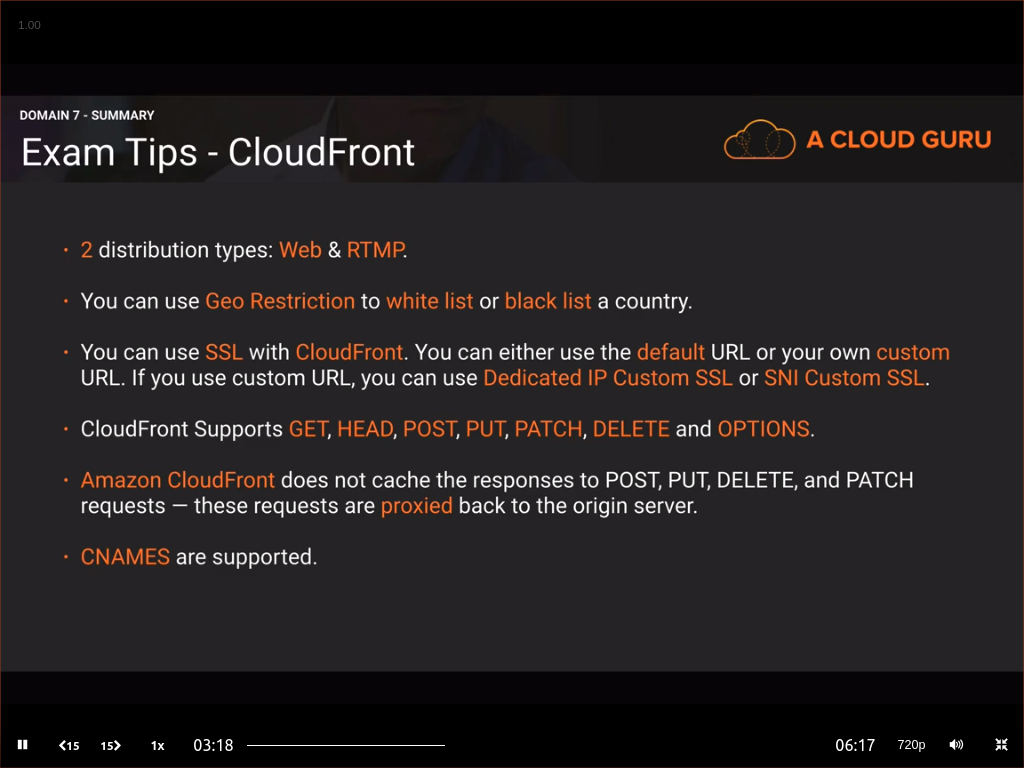 1.00
DOMAIN 7 - SUMMARY
Exam Tips - CloudFront
A CLOUD GURU
· 2 distribution types: Web & RTMP.
· You can use Geo Restriction to white list or black list a country.
· You can use SSL with CloudFront. You can either use the default URL or your own custom
URL. If you use custom URL, you can use Dedicated IP Custom SSL or SNI Custom SSL.
· CloudFront Supports GET, HEAD, POST, PUT, PATCH, DELETE and OPTIONS.
· Amazon CloudFront does not cache the responses to POST, PUT, DELETE, and PATCH
requests — these requests are proxied back to the origin server.
· CNAMES are supported.
15 15 1x 03:18 06:17 720p